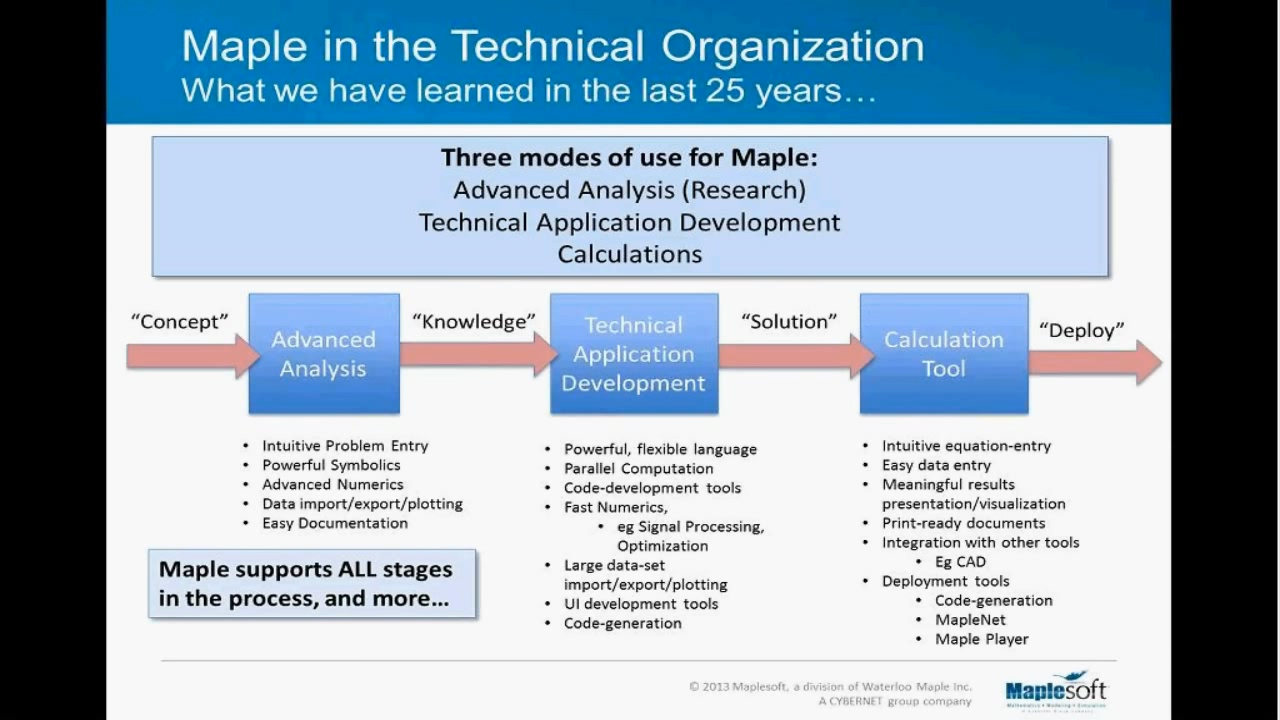 Maple in the Technical Organization
What we have learned in the last 25 years…
Three modes of use for Maple:
Advanced Analysis (Research)
Technical Application Development
Calculations
“Concept”
Advanced
Analysis
“Knowledge”
Technical
Application
Development
“Solution”
Calculation
Tool
“Deploy”
• Intuitive Problem Entry
• Powerful Symbolics
• Advanced Numerics
• Data import/export/plotting
• Easy Documentation
• Powerful, flexible language
• Parallel Computation
• Code-development tools
• Fast Numerics,
• eg Signal Processing,
Optimization
• Large data-set
import/export/plotting
• UI development tools
• Code-generation
• Intuitive equation-entry
• Easy data entry
• Meaningful results
presentation/visualization
• Print-ready documents
• Integration with other tools
• Eg CAD
• Deployment tools
• Code-generation
• MapleNet
• Maple Player
Maple supports ALL stages
in the process, and more…
© 2013 Maplesoft, a division of Waterloo Maple Inc.
A CYBERNET group company
Maplesoft